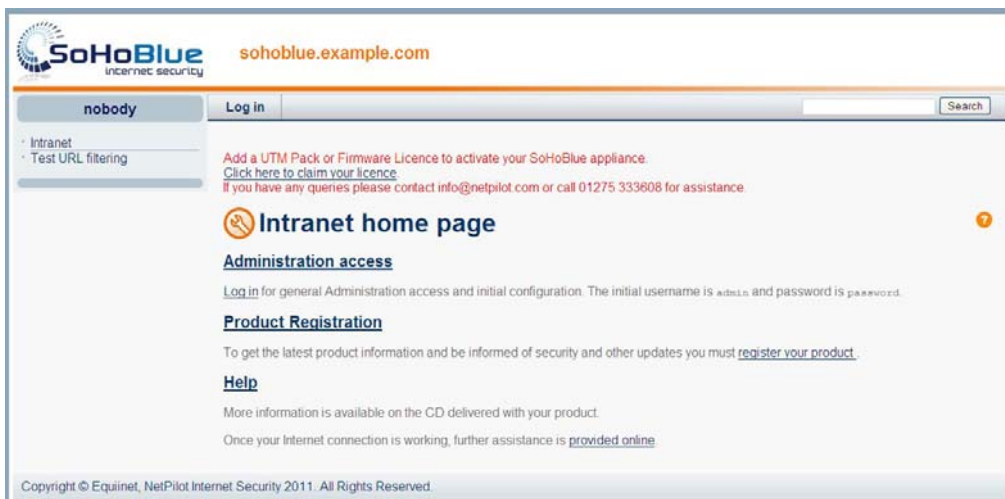 SoHoBlue
internet security
sohoblue.example.com
nobody
Log in
Search
· Intranet
· Test URL filtering
Add a UTM Pack or Firmware Licence to activate your SoHoBlue appliance.
Click here to claim your licence.
If you have any queries please contact info@netpilot.com or call 01275 333608 for assistance.
Intranet home page
?
Administration access
Log in for general Administration access and initial configuration. The initial username is admin and password is password.
Product Registration
To get the latest product information and be informed of security and other updates you must register your product .
Help
More information is available on the CD delivered with your product.
Once your Internet connection is working, further assistance is provided online.
Copyright © Equiinet, NetPilot Internet Security 2011. All Rights Reserved.